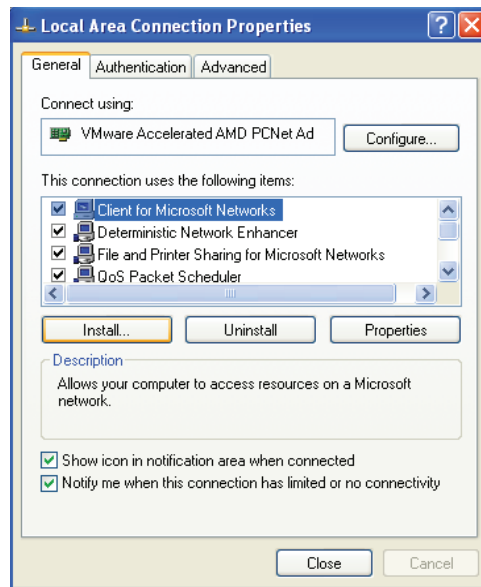 Local Area Connection Properties
General
Authentication
Advanced
Connect using:
VMware Accelerated AMD PCNet Ad
Configure...
This connection uses the following items:
Client for Microsoft Networks
Deterministic Network Enhancer
File and Printer Sharing for Microsoft Networks
QoS Packet Scheduler
Install...
Uninstall
Properties
Description
Allows your computer to access resources on a Microsoft
network.
Show icon in notification area when connected
Notify me when this connection has limited or no connectivity
Close
Cancel